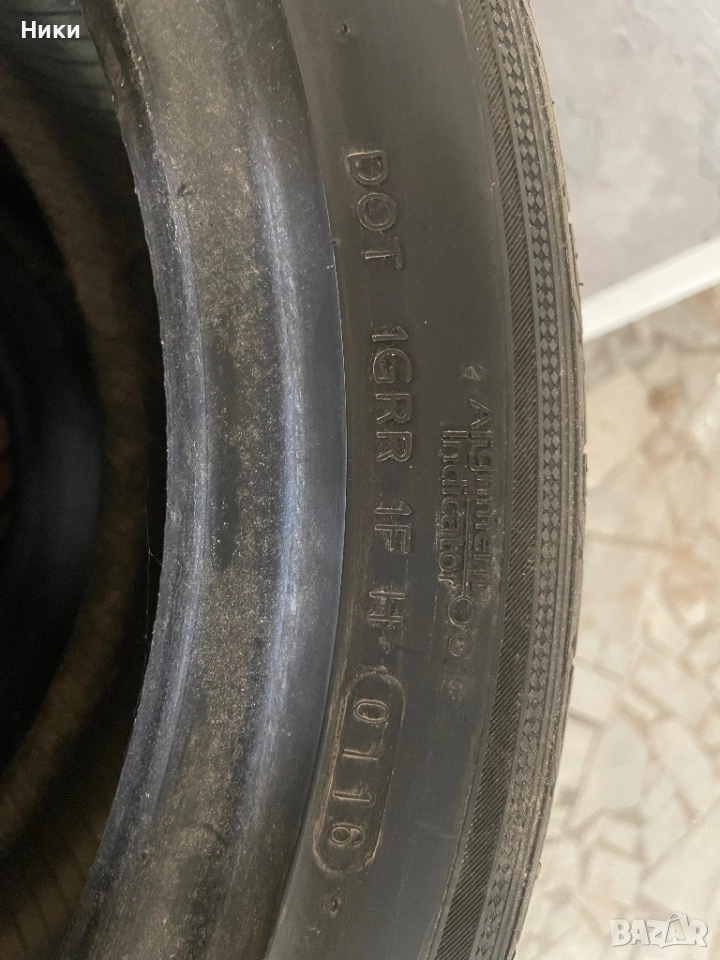 Ники
DOT 1GRR 1F H 0116
Alignment
Indicator
BAZAR